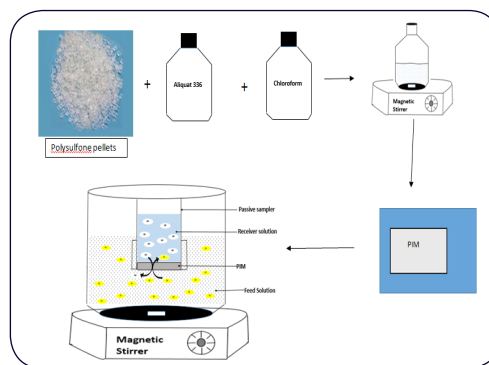 Polysulfone pellets
+
Aliquat 336
+
Chloroform
Magnetic
Stirrer
PIM
Passive sampler
Receiver solution
PIM
Feed Solution
Magnetic
Stirrer